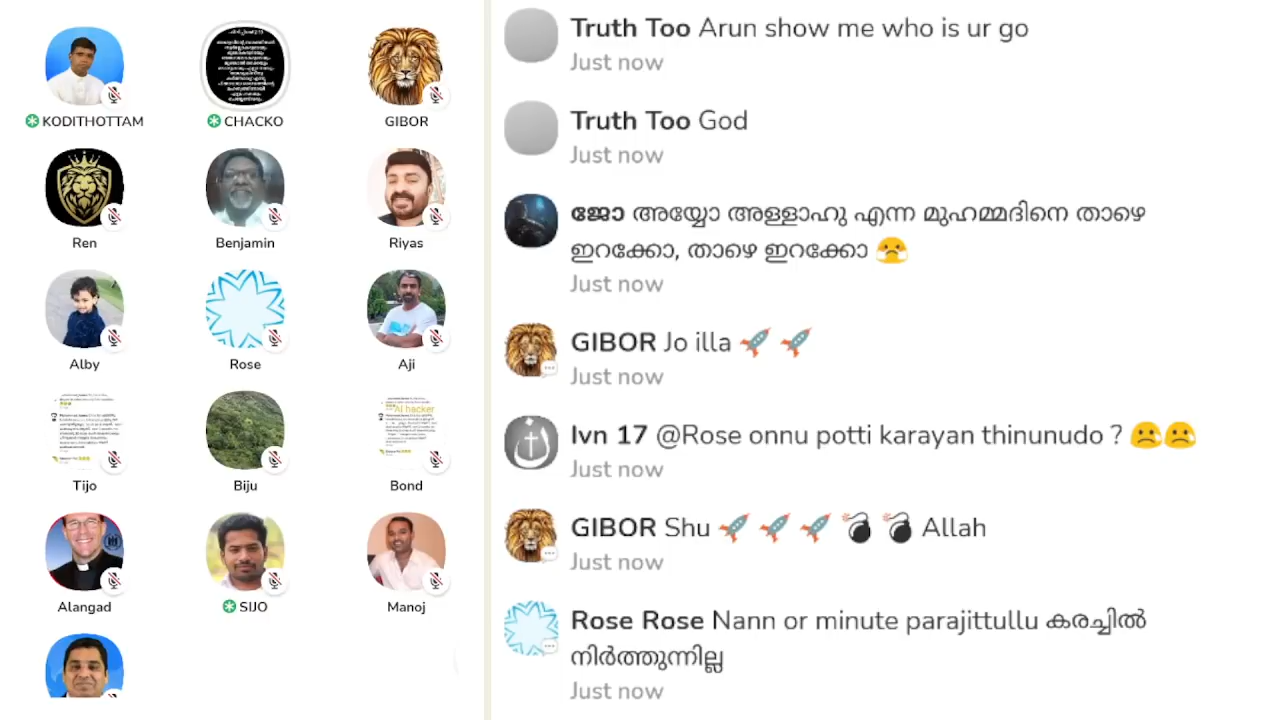 KODITHOTTAM
CHACKO
GIBOR
Ren
Benjamin
Riyas
Alby
Rose
Aji
AI hacker
Tijo
Biju
Bond
Alangad
SIJO
Manoj
Truth Too Arun show me who is ur go
Just now
Truth Too God
Just now
ജോ അയ്യോ അള്ളാഹു എന്ന മുഹമ്മദിനെ താഴെ
ഇറക്കോ, താഴെ ഇറക്കോ 😤
Just now
GIBOR Jo illa 🚀 🚀
Just now
Ivn 17 @Rose onnu potti karayan thinunudo ? ☹️☹️
Just now
GIBOR Shu 🚀 🚀 🚀 💣 💣 Allah
Just now
Rose Rose Nann or minute parajittullu കരച്ചിൽ
നിർത്തുന്നില്ല
Just now